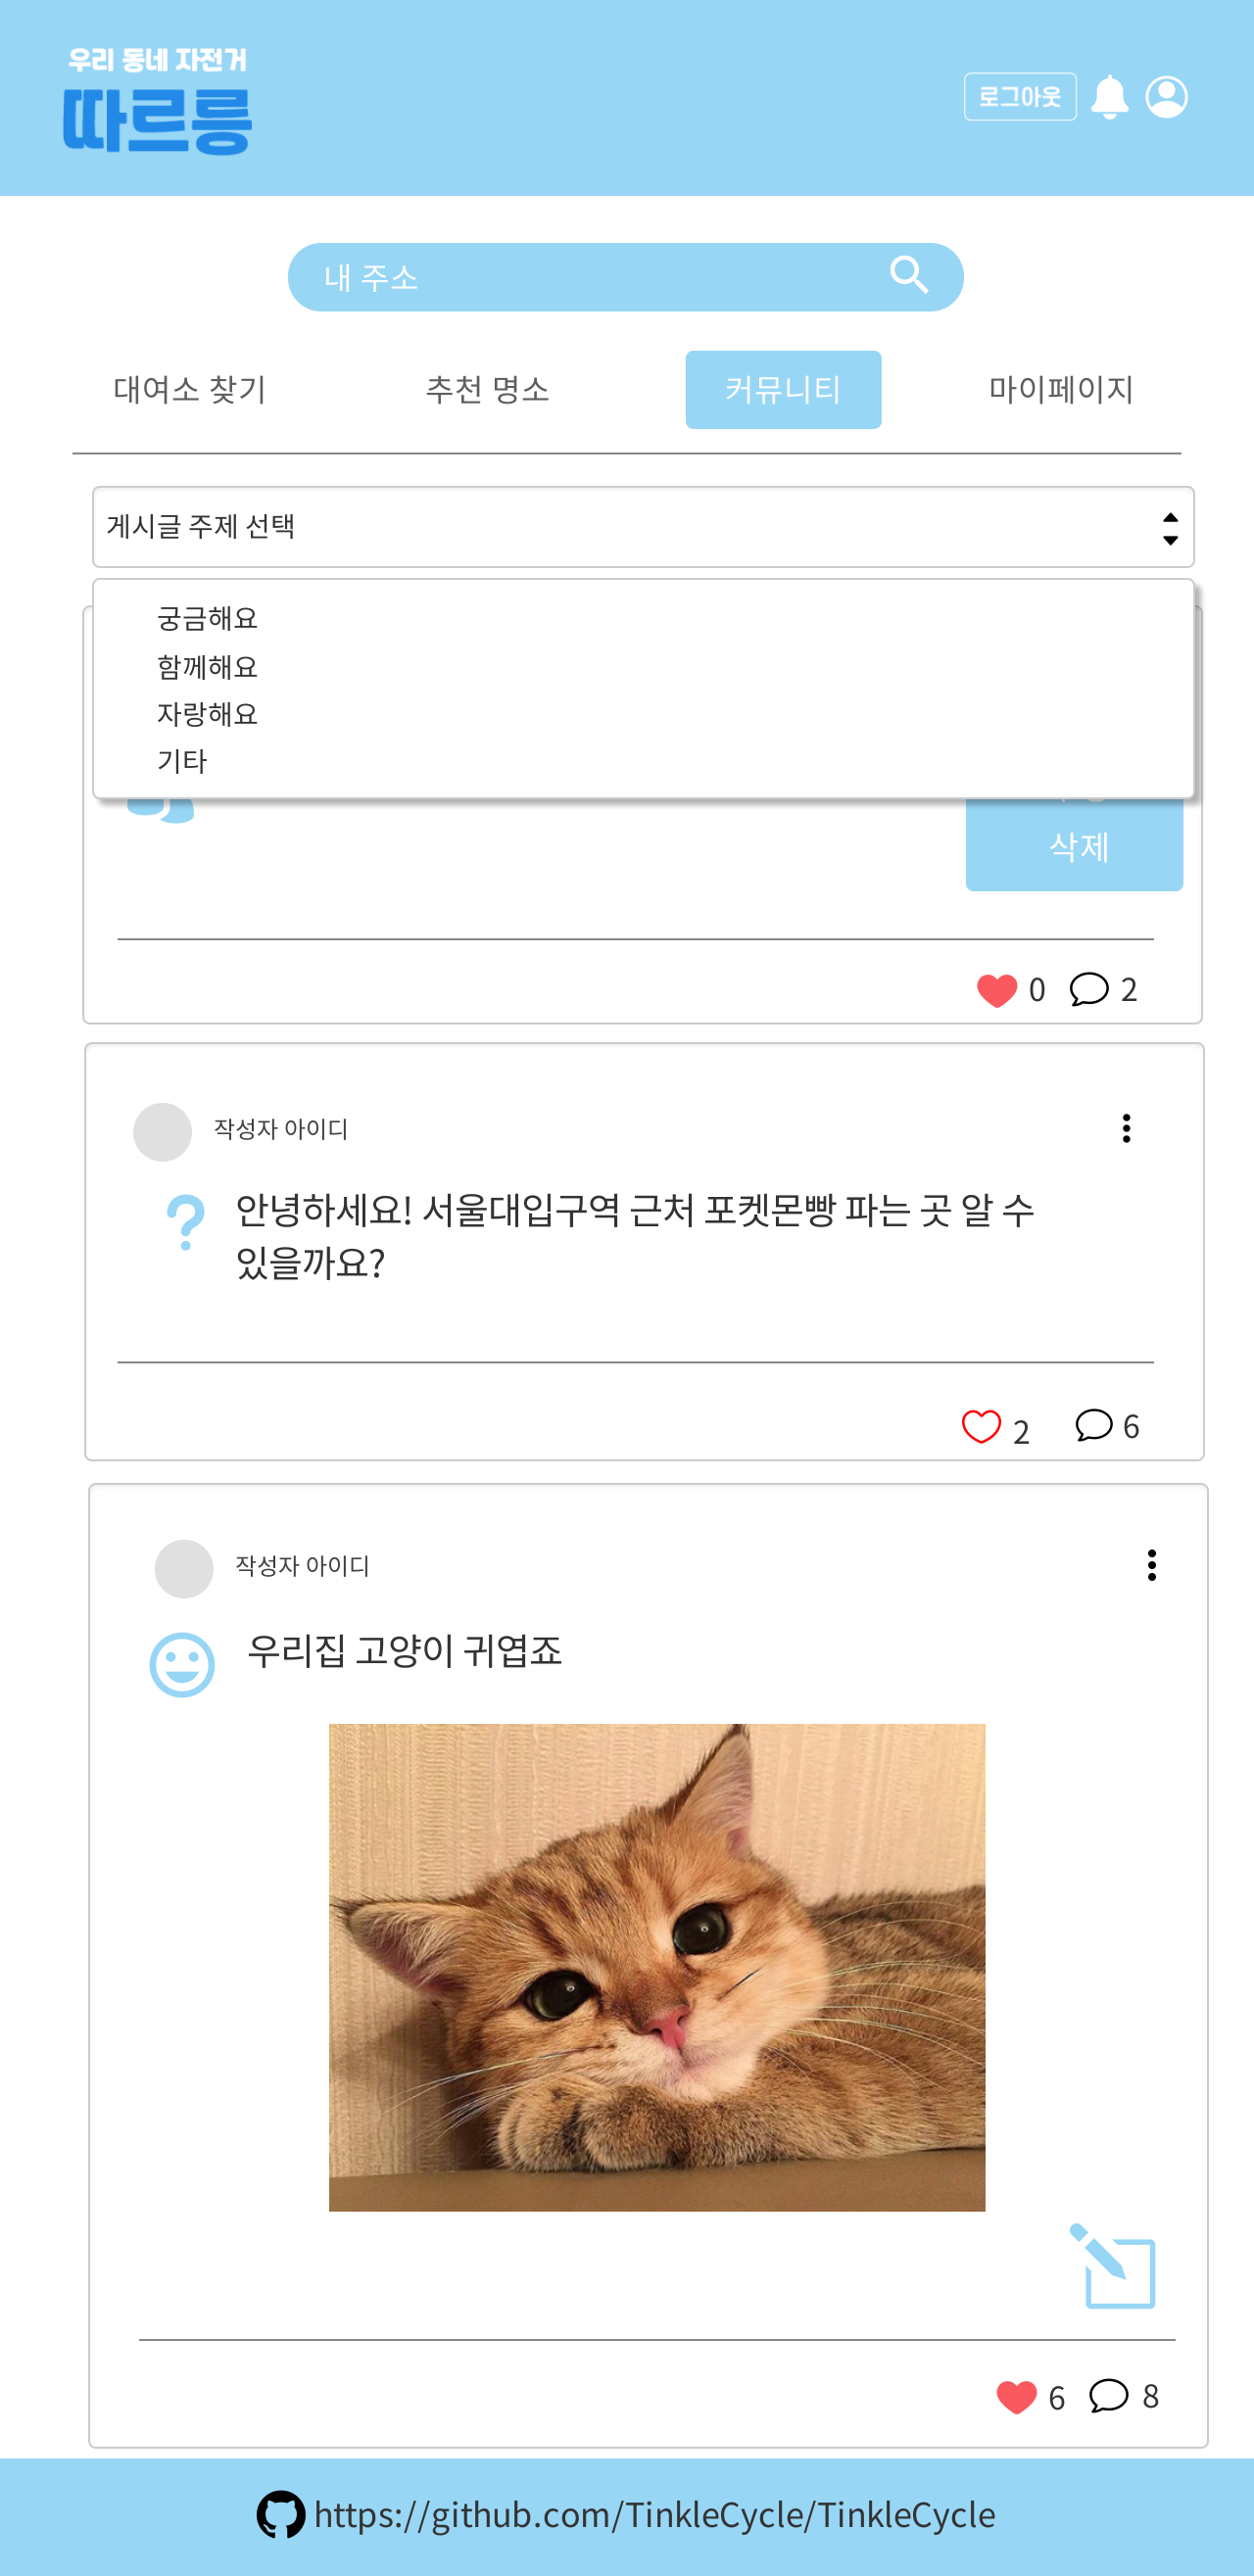 우리 동네 자전거
따르릉
로그아웃
내 주소
대여소 찾기 추천 명소 커뮤니티 마이페이지
게시글 주제 선택
궁금해요
함께해요
자랑해요
기타
삭제
0 2
작성자 아이디
안녕하세요! 서울대입구역 근처 포켓몬빵 파는 곳 알 수
있을까요?
2 6
작성자 아이디
우리집 고양이 귀엽죠
6 8
https://github.com/TinkleCycle/TinkleCycle